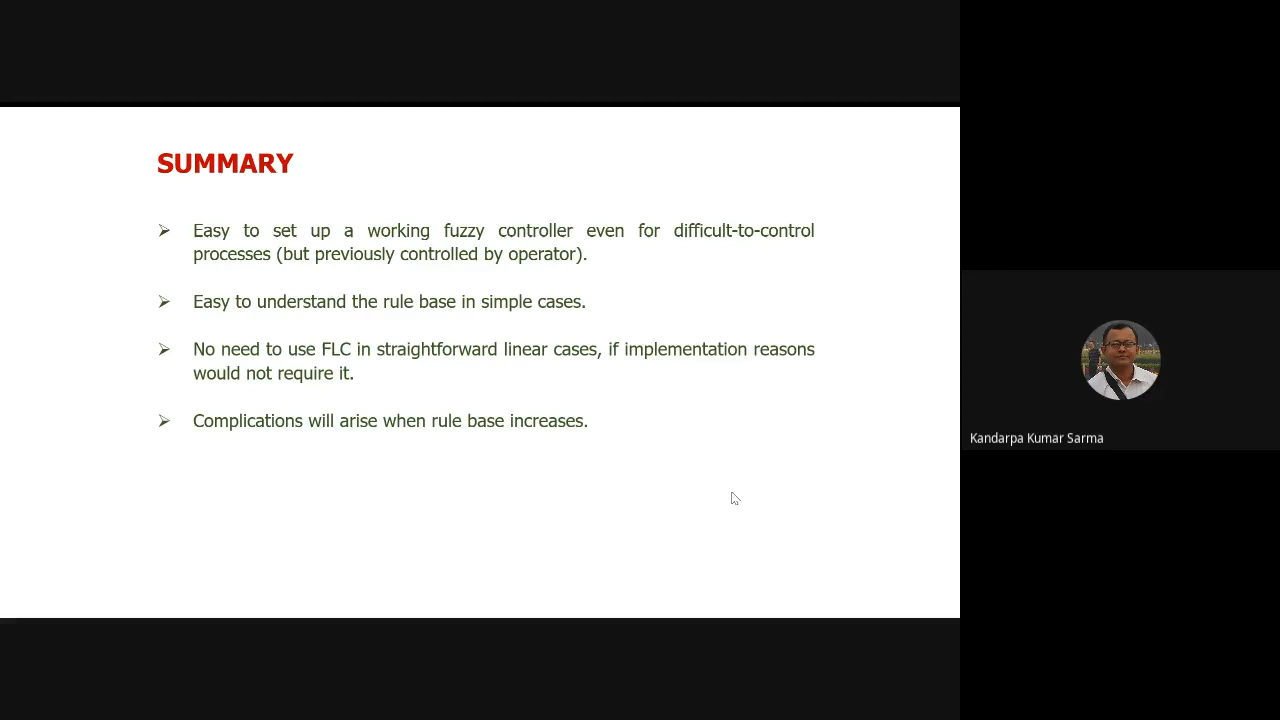 SUMMARY
Easy to set up a working fuzzy controller even for difficult-to-control
processes (but previously controlled by operator).
Easy to understand the rule base in simple cases.
No need to use FLC in straightforward linear cases, if implementation reasons
would not require it.
Complications will arise when rule base increases.
Kandarpa Kumar Sarma